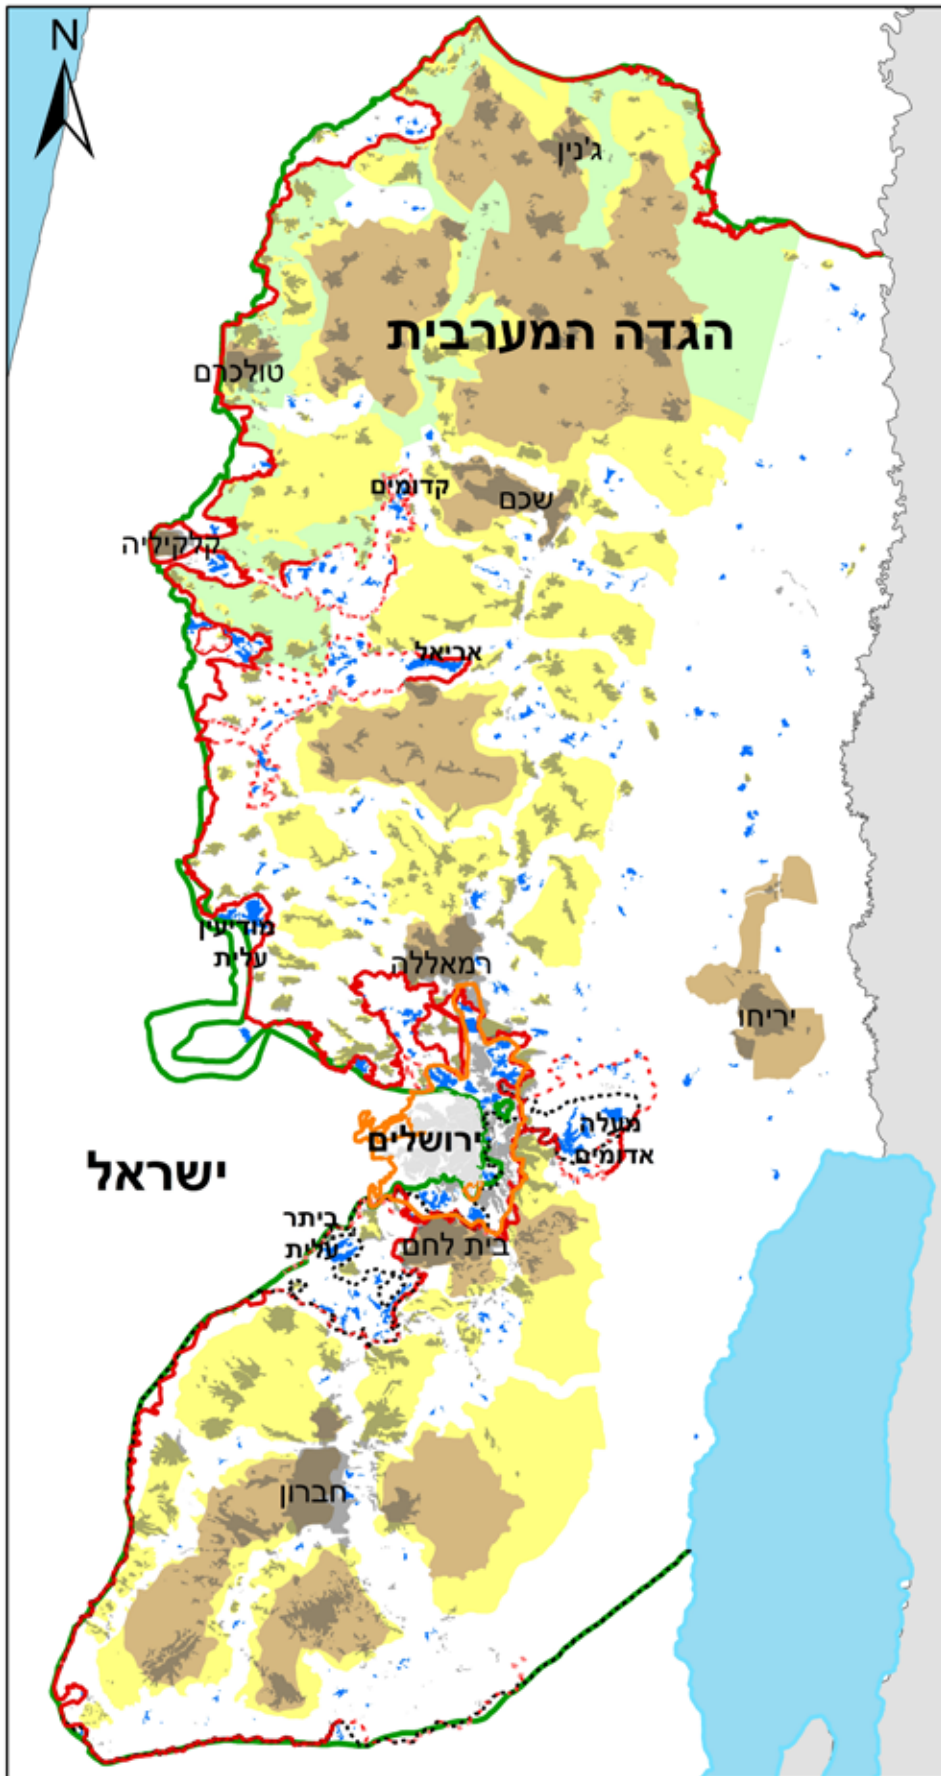 N
ג'נין
הגדה המערבית
טולכרם
קדומים
שכם
קלקיליה
אריאל
מודיעין
עלית
רמאללה
יריחו
מעלה
אדומים
ירושלים
ישראל
ביתר
עלית
בית לחם
חברון